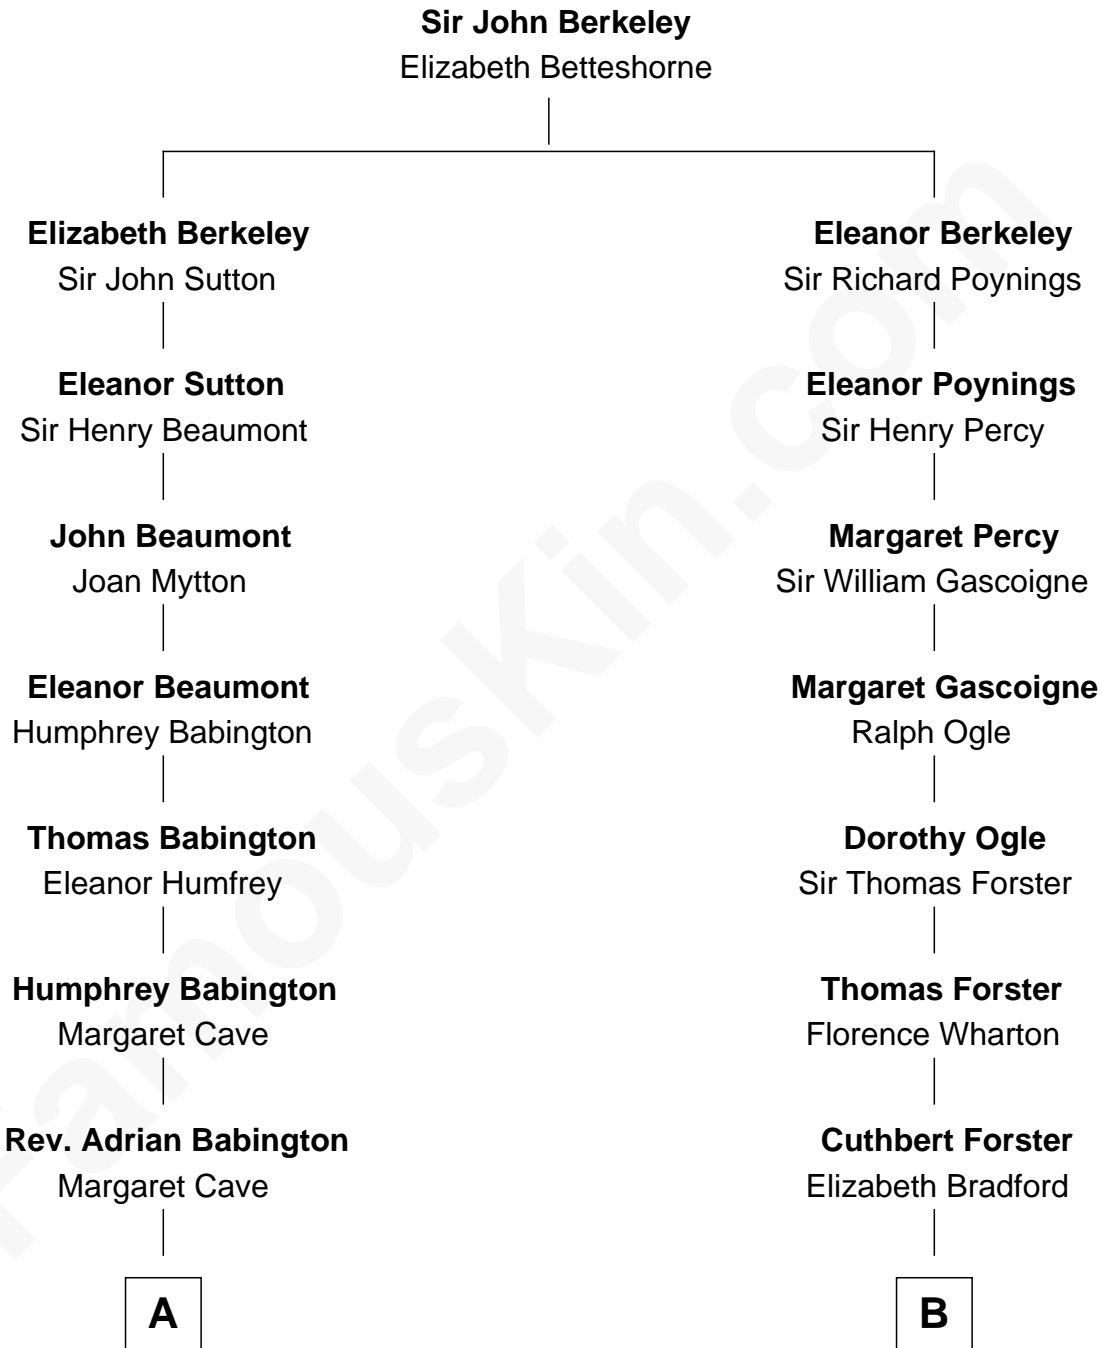 Sir John Berkeley
Elizabeth Betteshorne
Elizabeth Berkeley
Sir John Sutton
Eleanor Sutton
Sir Henry Beaumont
John Beaumont
Joan Mytton
Eleanor Beaumont
Humphrey Babington
Thomas Babington
Eleanor Humfrey
Humphrey Babington
Margaret Cave
Rev. Adrian Babington
Margaret Cave
A
Eleanor Berkeley
Sir Richard Poynings
Eleanor Poynings
Sir Henry Percy
Margaret Percy
Sir William Gascoigne
Margaret Gascoigne
Ralph Ogle
Dorothy Ogle
Sir Thomas Forster
Thomas Forster
Florence Wharton
Cuthbert Forster
Elizabeth Bradford
B
FamousKin.com